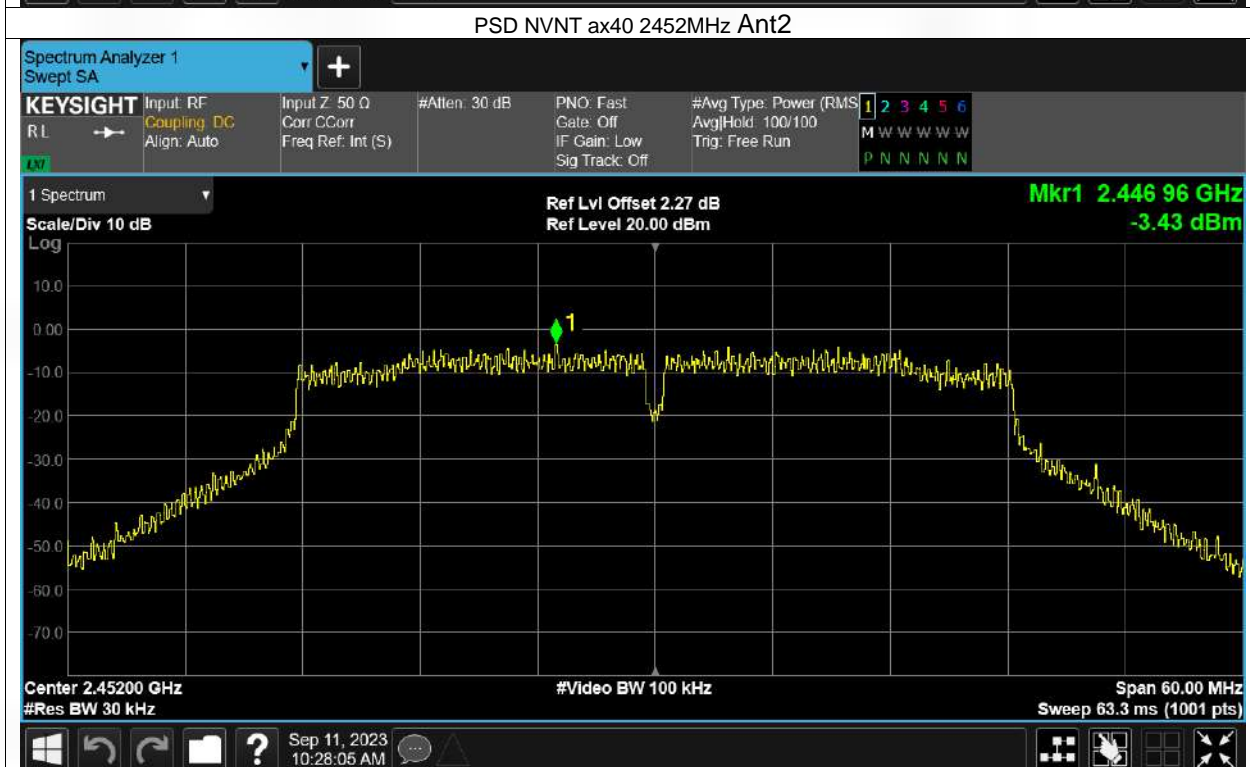 PSD NVNT ax40 2452MHz Ant2
Spectrum Analyzer 1
Swept SA
+
KEYSIGHT
RL
LXI
Input: RF
Coupling: DC
Align: Auto
Input Z: 50 Ω
Corr CCorr
Freq Ref: Int (S)
#Atten: 30 dB
PNO: Fast
Gate: Off
IF Gain: Low
Sig Track: Off
#Avg Type: Power (RMS
Avg|Hold: 100/100
Trig: Free Run
1 2 3 4 5 6
M W W W W W
P N N N N N
1 Spectrum
Scale/Div 10 dB
Log
Ref Lvl Offset 2.27 dB
Ref Level 20.00 dBm
Mkr1 2.446 96 GHz
-3.43 dBm
10.0
0.00
-10.0
-20.0
-30.0
-40.0
-50.0
-60.0
-70.0
1
Center 2.45200 GHz
#Res BW 30 kHz
#Video BW 100 kHz
Span 60.00 MHz
Sweep 63.3 ms (1001 pts)
?
Sep 11, 2023
10:28:05 AM